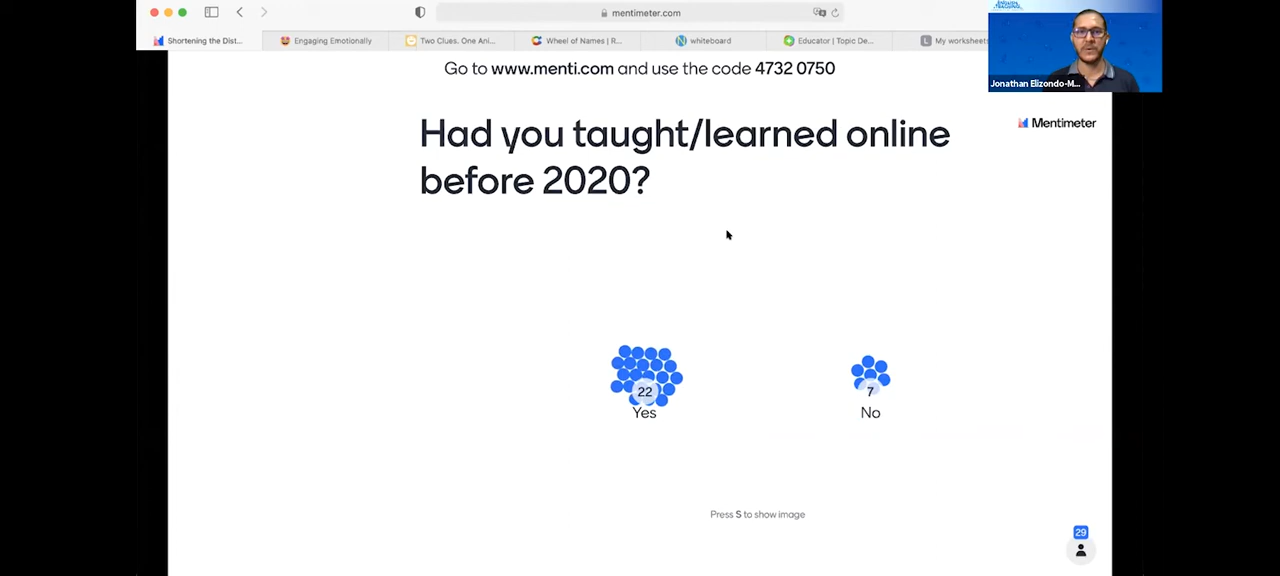 mentimeter.com
Shortening the Dist...
Engaging Emotionally
Two Clues. One Ani...
Wheel of Names | R...
whiteboard
Educator | Topic De...
My worksheets
Jonathan Elizondo-M...
Go to www.menti.com and use the code 4732 0750
Mentimeter
Had you taught/learned online
before 2020?
22
7
Yes
No
Press S to show image
29